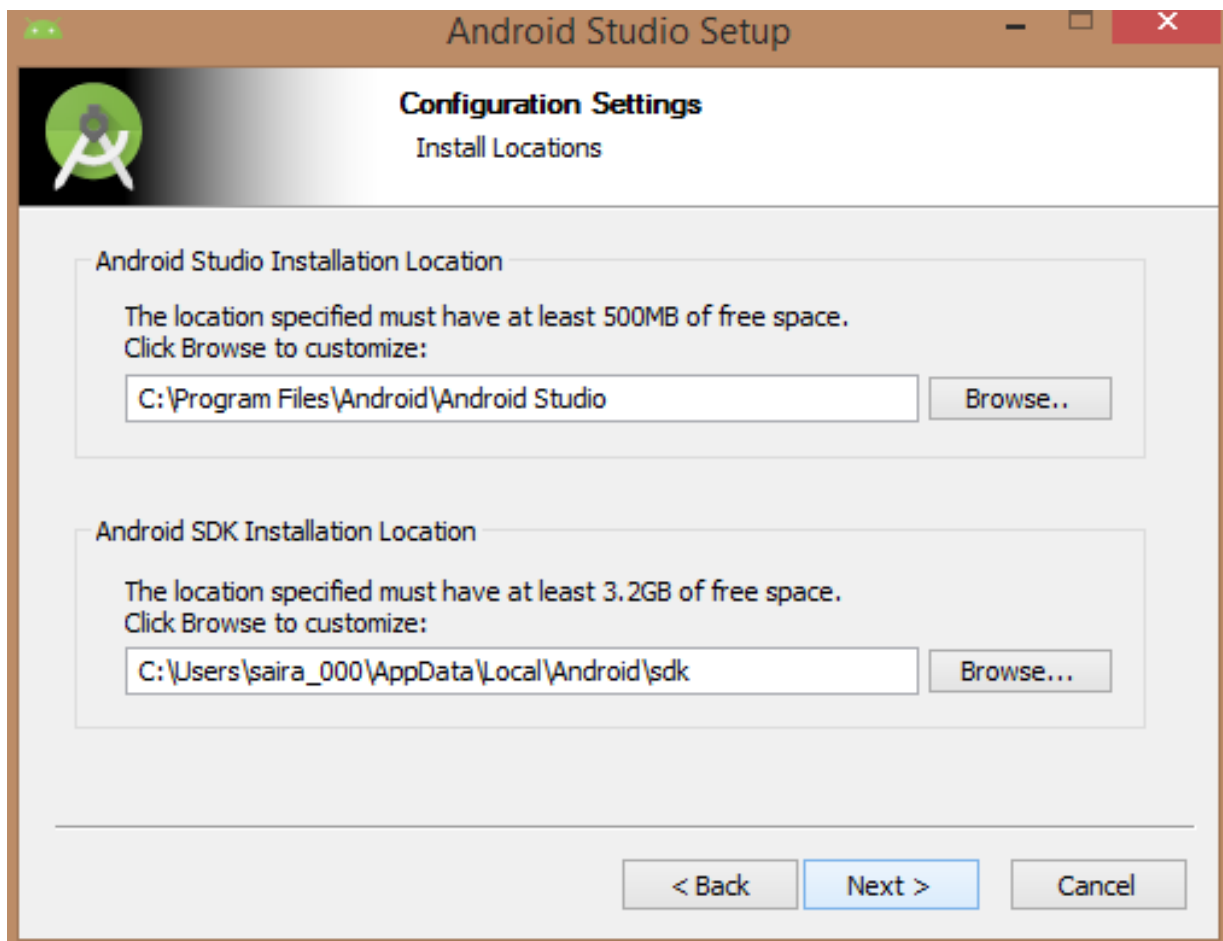 Android Studio Setup
Configuration Settings
Install Locations
Android Studio Installation Location
The location specified must have at least 500MB of free space.
Click Browse to customize:
C:\Program Files\Android\Android Studio
Browse..
Android SDK Installation Location
The location specified must have at least 3.2GB of free space.
Click Browse to customize:
C:\Users\saira_000\AppData\Local\Android\sdk
Browse...
< Back
Next >
Cancel